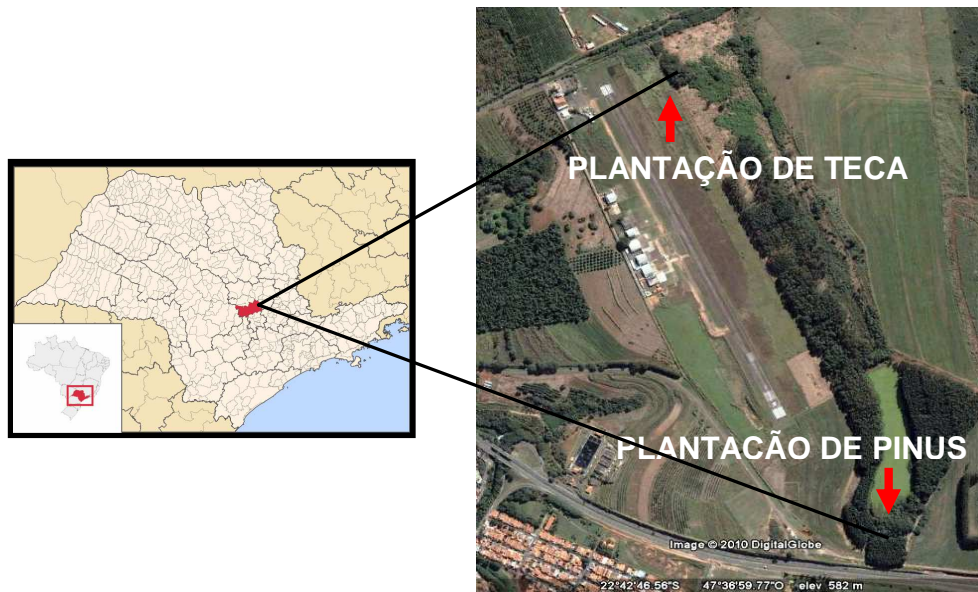 PLANTAÇÃO DE TECA
PLANTACÃO DE PINUS
Image © 2010 DigitalGlobe
22°42'46.56"S 47°36'59.77"O elev 582 m